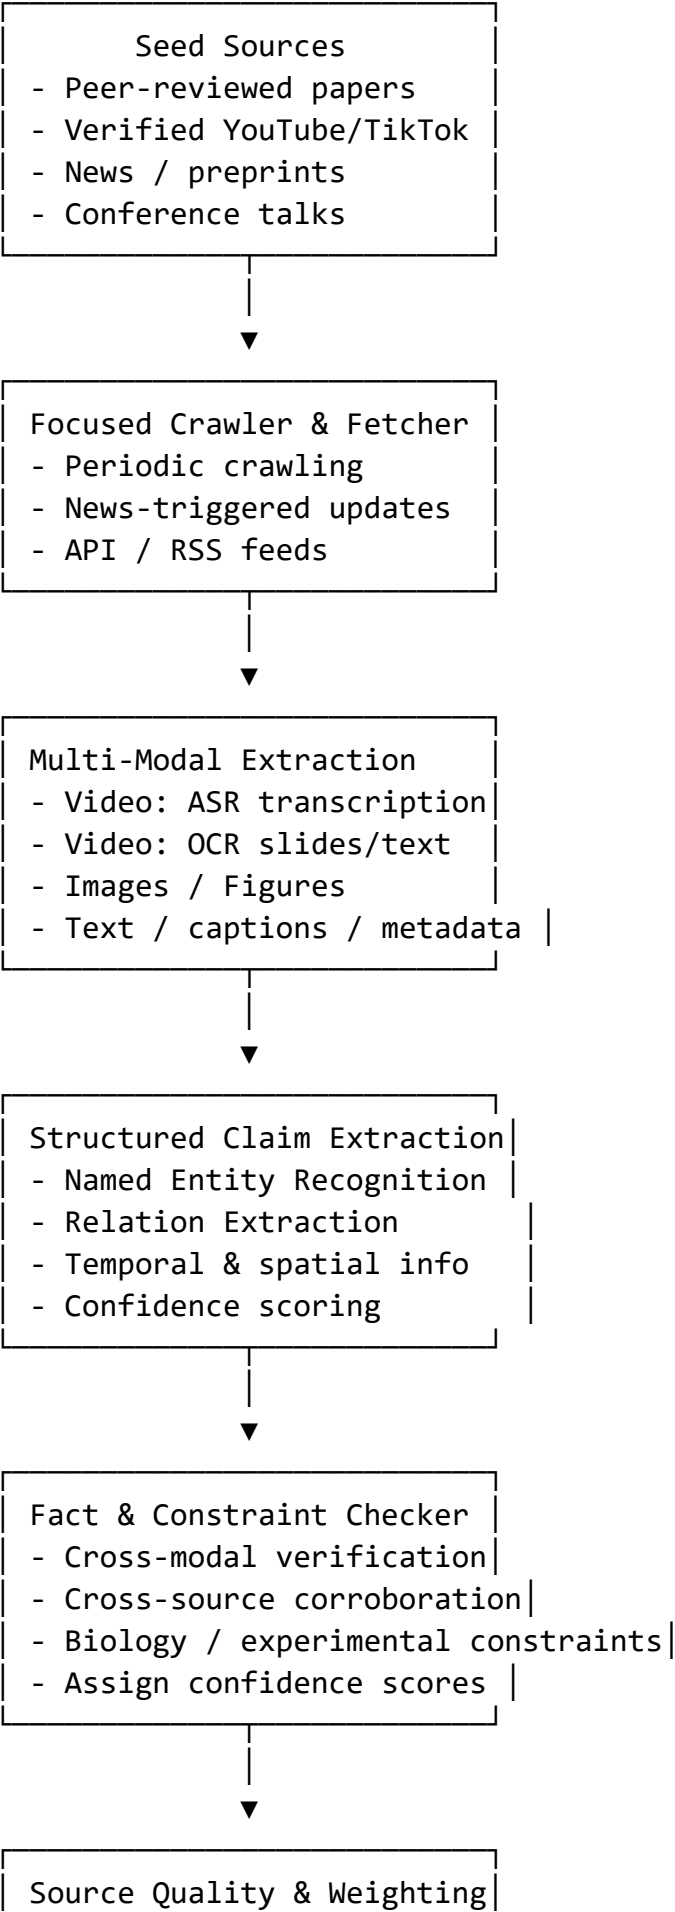 Seed Sources
- Peer-reviewed papers
- Verified YouTube/TikTok
- News / preprints
- Conference talks
Focused Crawler & Fetcher
- Periodic crawling
- News-triggered updates
- API / RSS feeds
Multi-Modal Extraction
- Video: ASR transcription
- Video: OCR slides/text
- Images / Figures
- Text / captions / metadata
Structured Claim Extraction
- Named Entity Recognition
- Relation Extraction
- Temporal & spatial info
- Confidence scoring
Fact & Constraint Checker
- Cross-modal verification
- Cross-source corroboration
- Biology / experimental constraints
- Assign confidence scores
Source Quality & Weighting